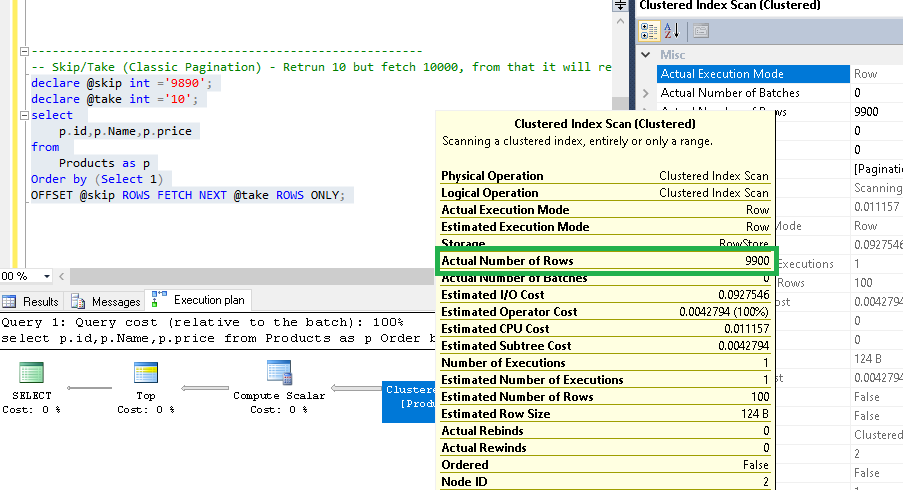 Clustered Index Scan (Clustered)
Misc
Actual Execution Mode Row
Actual Number of Batches 0
9900
0
0
[Paginatio
Scanning
0.011157
Mode Row
0.0927546
Executions 1
Rows 100
ost 0.0042794
0
0
124 B
st 0.0042794
False
False
Clustered
2
False
-- Skip/Take (Classic Pagination) - Retrun 10 but fetch 10000, from that it will re
declare @skip int ='9890';
declare @take int ='10';
select
p.id,p.Name,p.price
from
Products as p
Order by (Select 1)
OFFSET @skip ROWS FETCH NEXT @take ROWS ONLY;
Clustered Index Scan (Clustered)
Scanning a clustered index, entirely or only a range.
Physical Operation Clustered Index Scan
Logical Operation Clustered Index Scan
Actual Execution Mode Row
Estimated Execution Mode Row
Storage RowStore
Actual Number of Rows 9900
Actual Number of Batches 0
Estimated I/O Cost 0.0927546
Estimated Operator Cost 0.0042794 (100%)
Estimated CPU Cost 0.011157
Estimated Subtree Cost 0.0042794
Number of Executions 1
Estimated Number of Executions 1
Estimated Number of Rows 100
Estimated Row Size 124 B
Actual Rebinds 0
Actual Rewinds 0
Ordered False
Node ID 2
00 %
Results Messages Execution plan
Query 1: Query cost (relative to the batch): 100%
select p.id,p.Name,p.price from Products as p Order b
SELECT
Cost: 0 %
Top
Cost: 0 %
Compute Scalar
Cost: 0 %
Clustere
[Produ